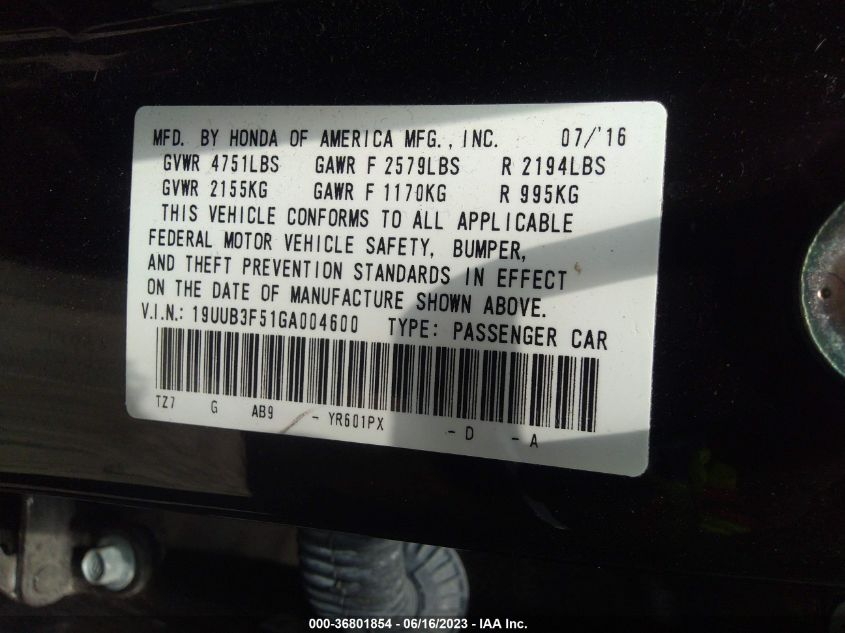 MFD. BY HONDA OF AMERICA MFG., INC. 07/'16
GVWR 4751LBS GAWR F 2579LBS R 2194LBS
GVWR 2155KG GAWR F 1170KG R 995KG
THIS VEHICLE CONFORMS TO ALL APPLICABLE
FEDERAL MOTOR VEHICLE SAFETY, BUMPER,
AND THEFT PREVENTION STANDARDS IN EFFECT
ON THE DATE OF MANUFACTURE SHOWN ABOVE.
V.I.N.: 19UUB3F51GA004600 TYPE: PASSENGER CAR
TZ7 G AB9 - YR601PX - D - A
000-36801854 - 06/16/2023 - IAA Inc.